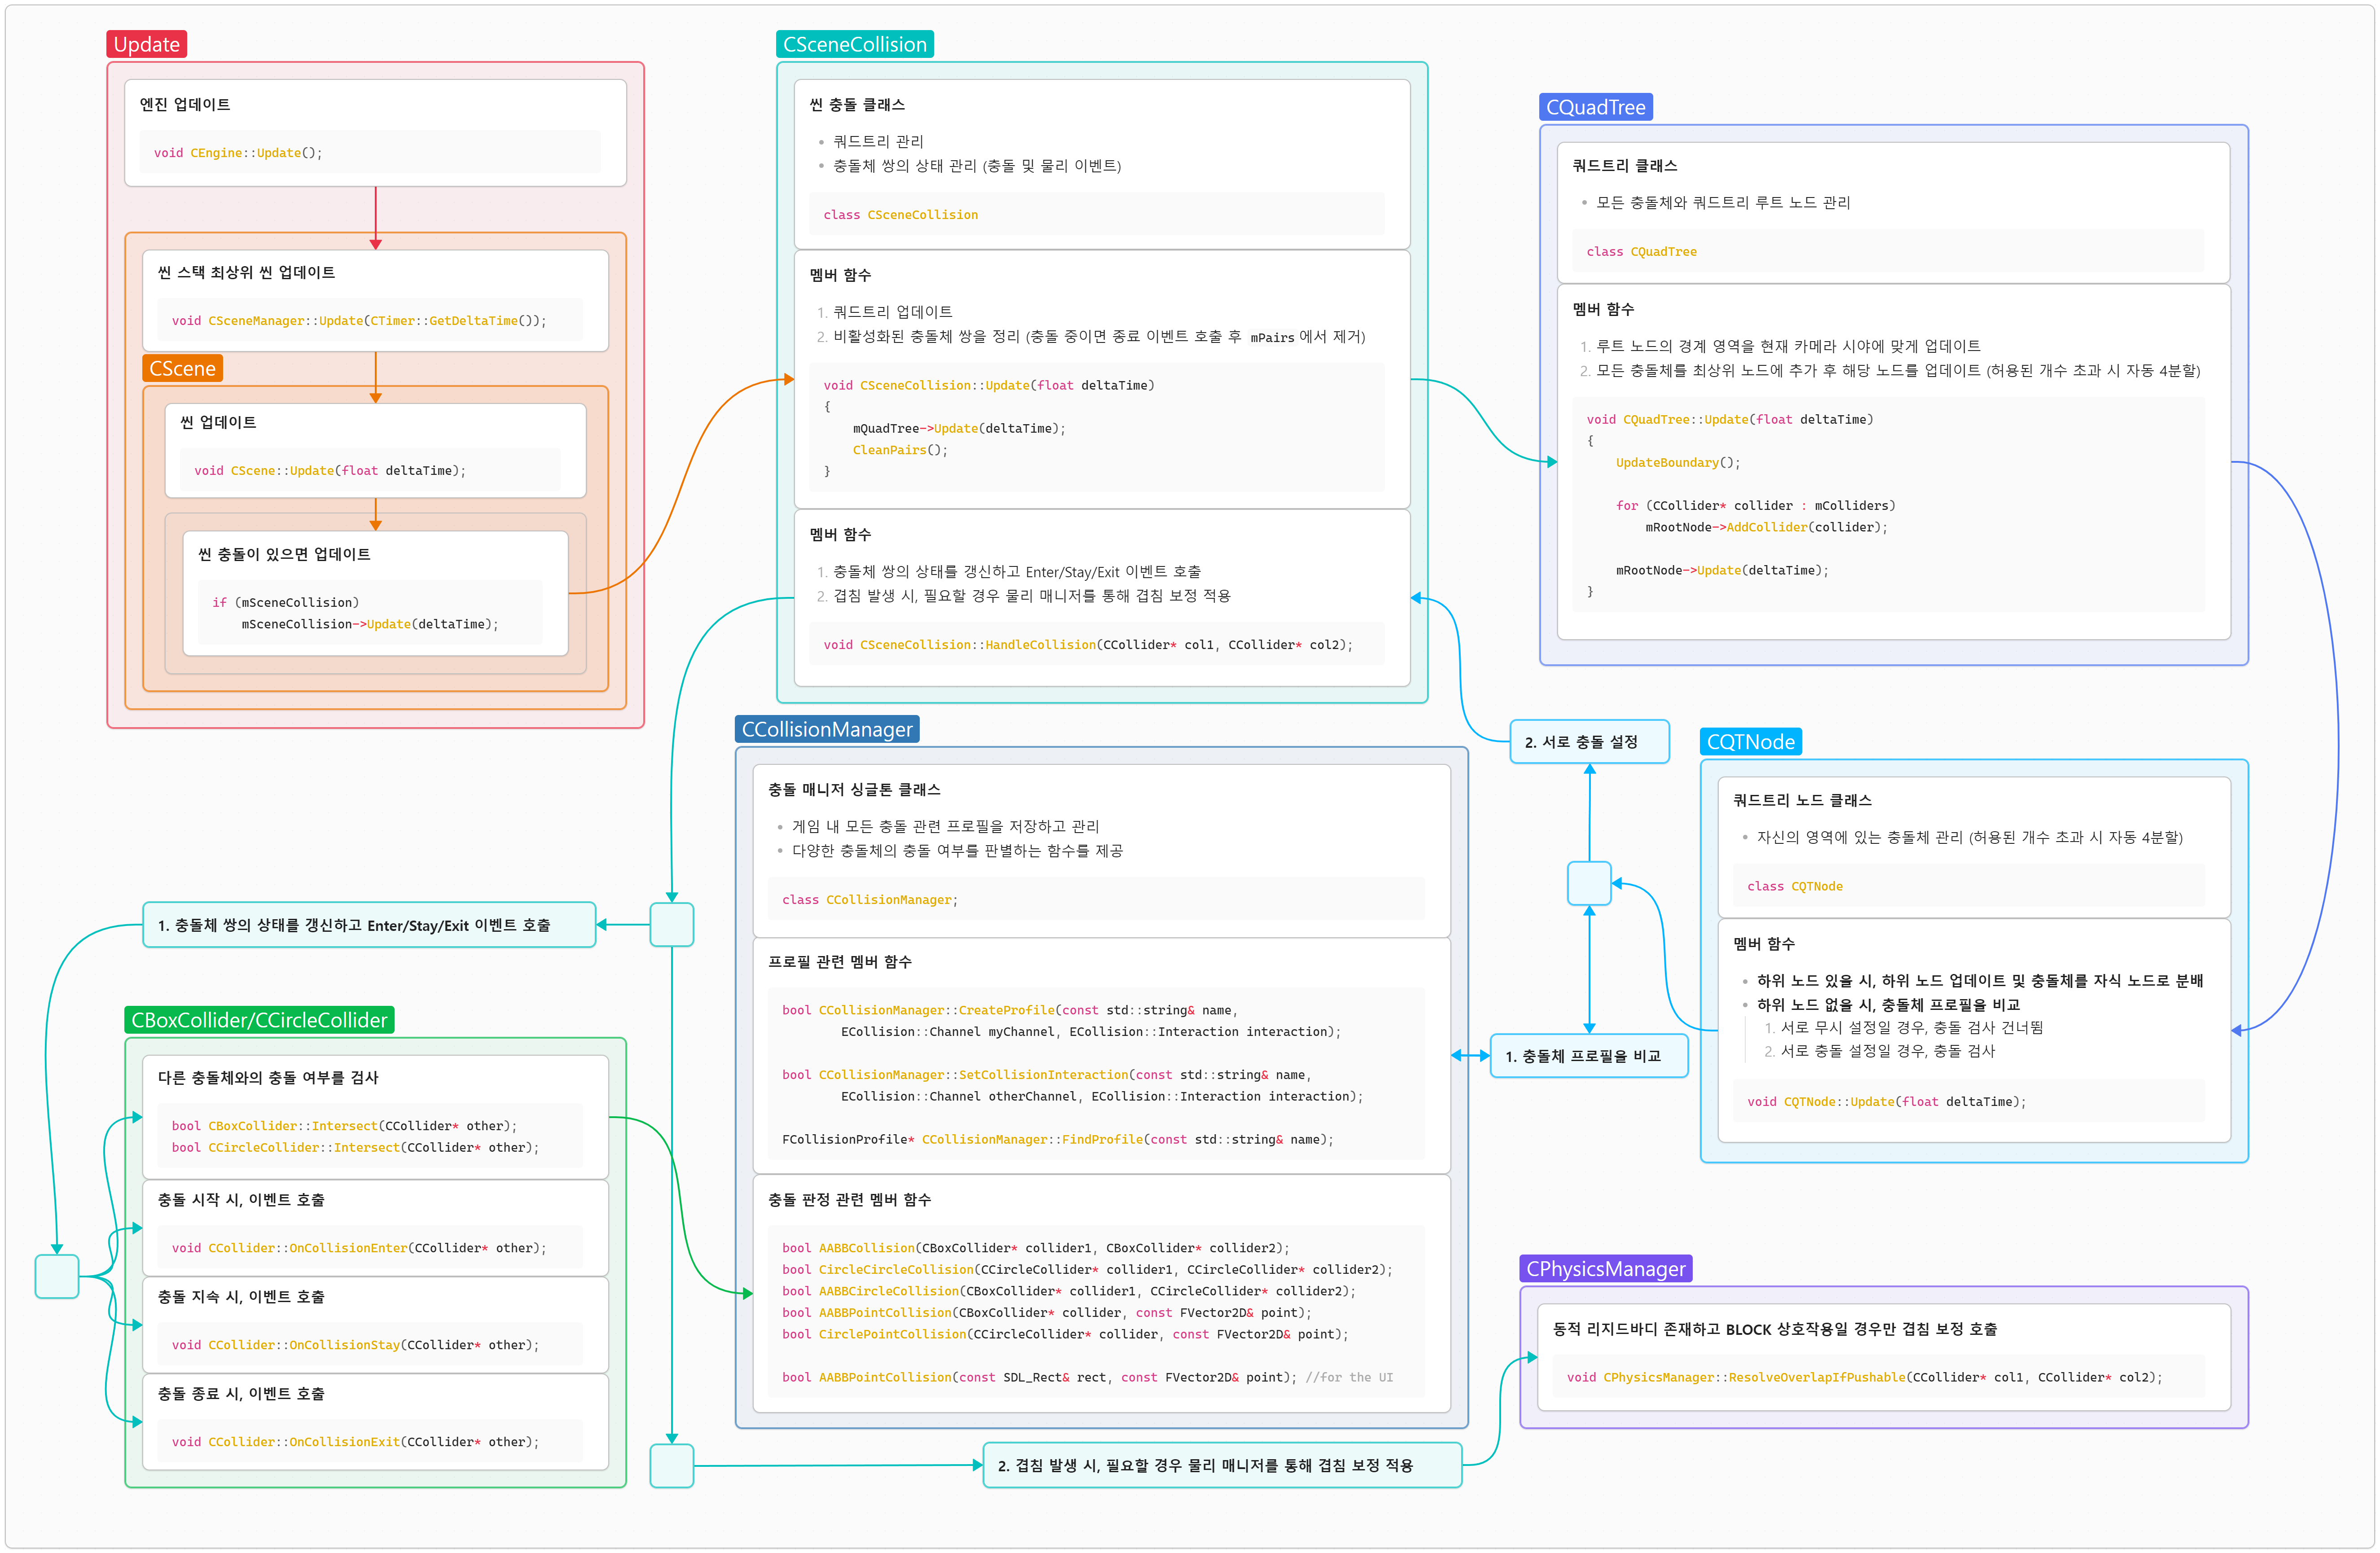 Update
엔진 업데이트
void CEngine::Update();
씬 스택 최상위 씬 업데이트
void CSceneManager::Update(CTimer::GetDeltaTime());
CScene
씬 업데이트
void CScene::Update(float deltaTime);
씬 충돌이 있으면 업데이트
if (mSceneCollision)
mSceneCollision->Update(deltaTime);
CSceneCollision
씬 충돌 클래스
• 쿼드트리 관리
• 충돌체 쌍의 상태 관리 (충돌 및 물리 이벤트)
class CSceneCollision
멤버 함수
1. 쿼드트리 업데이트
2. 비활성화된 충돌체 쌍을 정리 (충돌 중이면 종료 이벤트 호출 후 mPairs 에서 제거)
void CSceneCollision::Update(float deltaTime)
{
mQuadTree->Update(deltaTime);
CleanPairs();
}
멤버 함수
1. 충돌체 쌍의 상태를 갱신하고 Enter/Stay/Exit 이벤트 호출
2. 겹침 발생 시, 필요할 경우 물리 매니저를 통해 겹침 보정 적용
void CSceneCollision::HandleCollision(CCollider* col1, CCollider* col2);
CQuadTree
쿼드트리 클래스
• 모든 충돌체와 쿼드트리 루트 노드 관리
class CQuadTree
멤버 함수
1. 루트 노드의 경계 영역을 현재 카메라 시야에 맞게 업데이트
2. 모든 충돌체를 최상위 노드에 추가 후 해당 노드를 업데이트 (허용된 개수 초과 시 자동 4분할)
void CQuadTree::Update(float deltaTime)
{
UpdateBoundary();
for (CCollider* collider : mColliders)
mRootNode->AddCollider(collider);
mRootNode->Update(deltaTime);
}
CCollisionManager
충돌 매니저 싱글톤 클래스
• 게임 내 모든 충돌 관련 프로필을 저장하고 관리
• 다양한 충돌체의 충돌 여부를 판별하는 함수를 제공
class CCollisionManager;
프로필 관련 멤버 함수
bool CCollisionManager::CreateProfile(const std::string& name,
ECollision::Channel myChannel, ECollision::Interaction interaction);
bool CCollisionManager::SetCollisionInteraction(const std::string& name,
ECollision::Channel otherChannel, ECollision::Interaction interaction);
FCollisionProfile* CCollisionManager::FindProfile(const std::string& name);
충돌 판정 관련 멤버 함수
bool AABBCollision(CBoxCollider* collider1, CBoxCollider* collider2);
bool CircleCircleCollision(CCircleCollider* collider1, CCircleCollider* collider2);
bool AABBCircleCollision(CBoxCollider* collider1, CCircleCollider* collider2);
bool AABBPointCollision(CBoxCollider* collider, const FVector2D& point);
bool CirclePointCollision(CCircleCollider* collider, const FVector2D& point);
bool AABBPointCollision(const SDL_Rect& rect, const FVector2D& point); //for the UI
2. 서로 충돌 설정
1. 충돌체 프로필을 비교
CQTNode
쿼드트리 노드 클래스
• 자신의 영역에 있는 충돌체 관리 (허용된 개수 초과 시 자동 4분할)
class CQTNode
멤버 함수
• 하위 노드 있을 시, 하위 노드 업데이트 및 충돌체를 자식 노드로 분배
• 하위 노드 없을 시, 충돌체 프로필을 비교
1. 서로 무시 설정일 경우, 충돌 검사 건너뜀
2. 서로 충돌 설정일 경우, 충돌 검사
void CQTNode::Update(float deltaTime);
1. 충돌체 쌍의 상태를 갱신하고 Enter/Stay/Exit 이벤트 호출
CBoxCollider/CCircleCollider
다른 충돌체와의 충돌 여부를 검사
bool CBoxCollider::Intersect(CCollider* other);
bool CCircleCollider::Intersect(CCollider* other);
충돌 시작 시, 이벤트 호출
void CCollider::OnCollisionEnter(CCollider* other);
충돌 지속 시, 이벤트 호출
void CCollider::OnCollisionStay(CCollider* other);
충돌 종료 시, 이벤트 호출
void CCollider::OnCollisionExit(CCollider* other);
2. 겹침 발생 시, 필요할 경우 물리 매니저를 통해 겹침 보정 적용
CPhysicsManager
동적 리지드바디 존재하고 BLOCK 상호작용일 경우만 겹침 보정 호출
void CPhysicsManager::ResolveOverlapIfPushable(CCollider* col1, CCollider* col2);